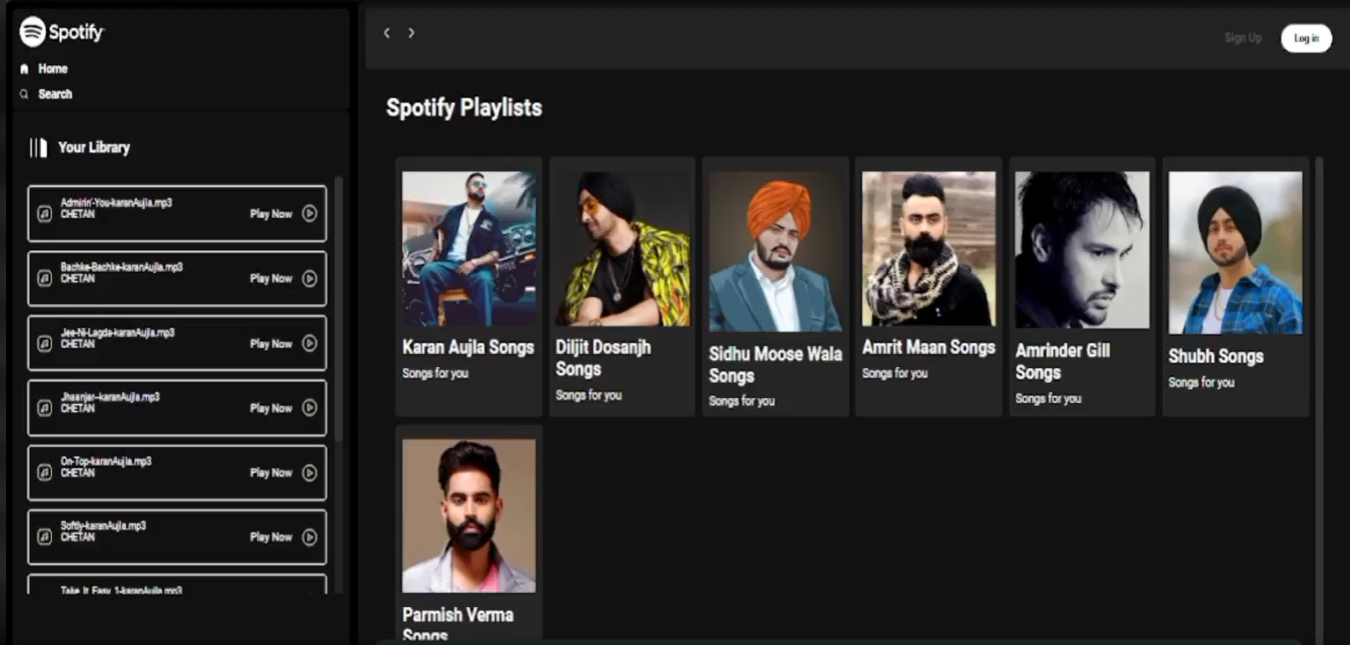 Spotify
Home
Search
Your Library
Admirin'-You-karanAujla.mp3
CHETAN
Play Now
Bachke-Bachke-karanAujla.mp3
CHETAN
Play Now
Jee-Ni-Lagda-karanAujla.mp3
CHETAN
Play Now
Jhaanjar-karanAujla.mp3
CHETAN
Play Now
On-Top-karanAujla.mp3
CHETAN
Play Now
Softly-karanAujla.mp3
CHETAN
Play Now
Take It Easy 1-karanAujla.mp3
Sign Up
Log in
Spotify Playlists
Karan Aujla Songs
Songs for you
Diljit Dosanjh
Songs
Songs for you
Sidhu Moose Wala
Songs
Songs for you
Amrit Maan Songs
Songs for you
Amrinder Gill
Songs
Songs for you
Shubh Songs
Songs for you
Parmish Verma
Songs